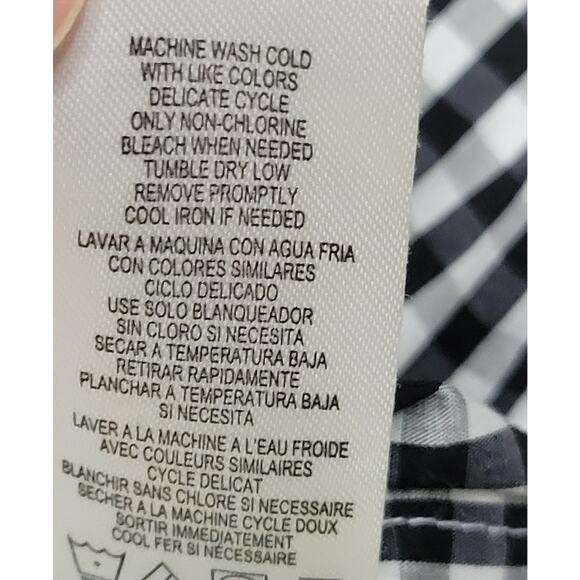 MACHINE WASH COLD
WITH LIKE COLORS
DELICATE CYCLE
ONLY NON-CHLORINE
BLEACH WHEN NEEDED
TUMBLE DRY LOW
REMOVE PROMPTLY
COOL IRON IF NEEDED
LAVAR A MAQUINA CON AGUA FRIA
CON COLORES SIMILARES
CICLO DELICADO
USE SOLO BLANQUEADOR
SIN CLORO SI NECESITA
SECAR A TEMPERATURA BAJA
RETIRAR RAPIDAMENTE
PLANCHAR A TEMPERATURA BAJA
SI NECESITA
LAVER A LA MACHINE A L'EAU FROIDE
AVEC COULEURS SIMILAIRES
CYCLE DELICAT
BLANCHIR SANS CHLORE SI NECESSAIRE
SECHER A LA MACHINE CYCLE DOUX
SORTIR IMMEDIATEMENT
COOL FER SI NÉCESSAIRE